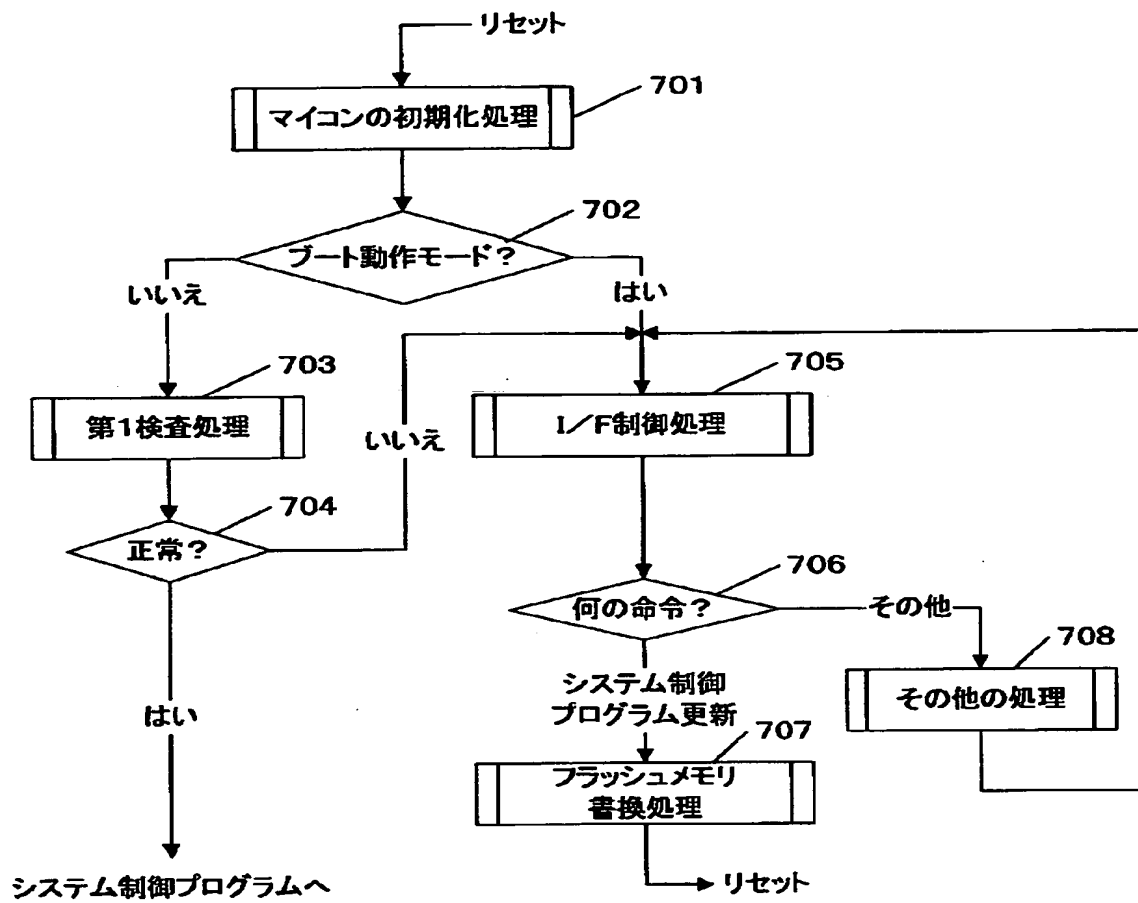 リセット
701
マイコンの初期化処理
702
ブート動作モード？
いいえ
はい
703
705
第1検査処理
いいえ
I／F制御処理
704
正常？
706
何の命令？
その他
708
システム制御
プログラム更新
その他の処理
はい
707
フラッシュメモリ
書換処理
システム制御プログラムへ
リセット